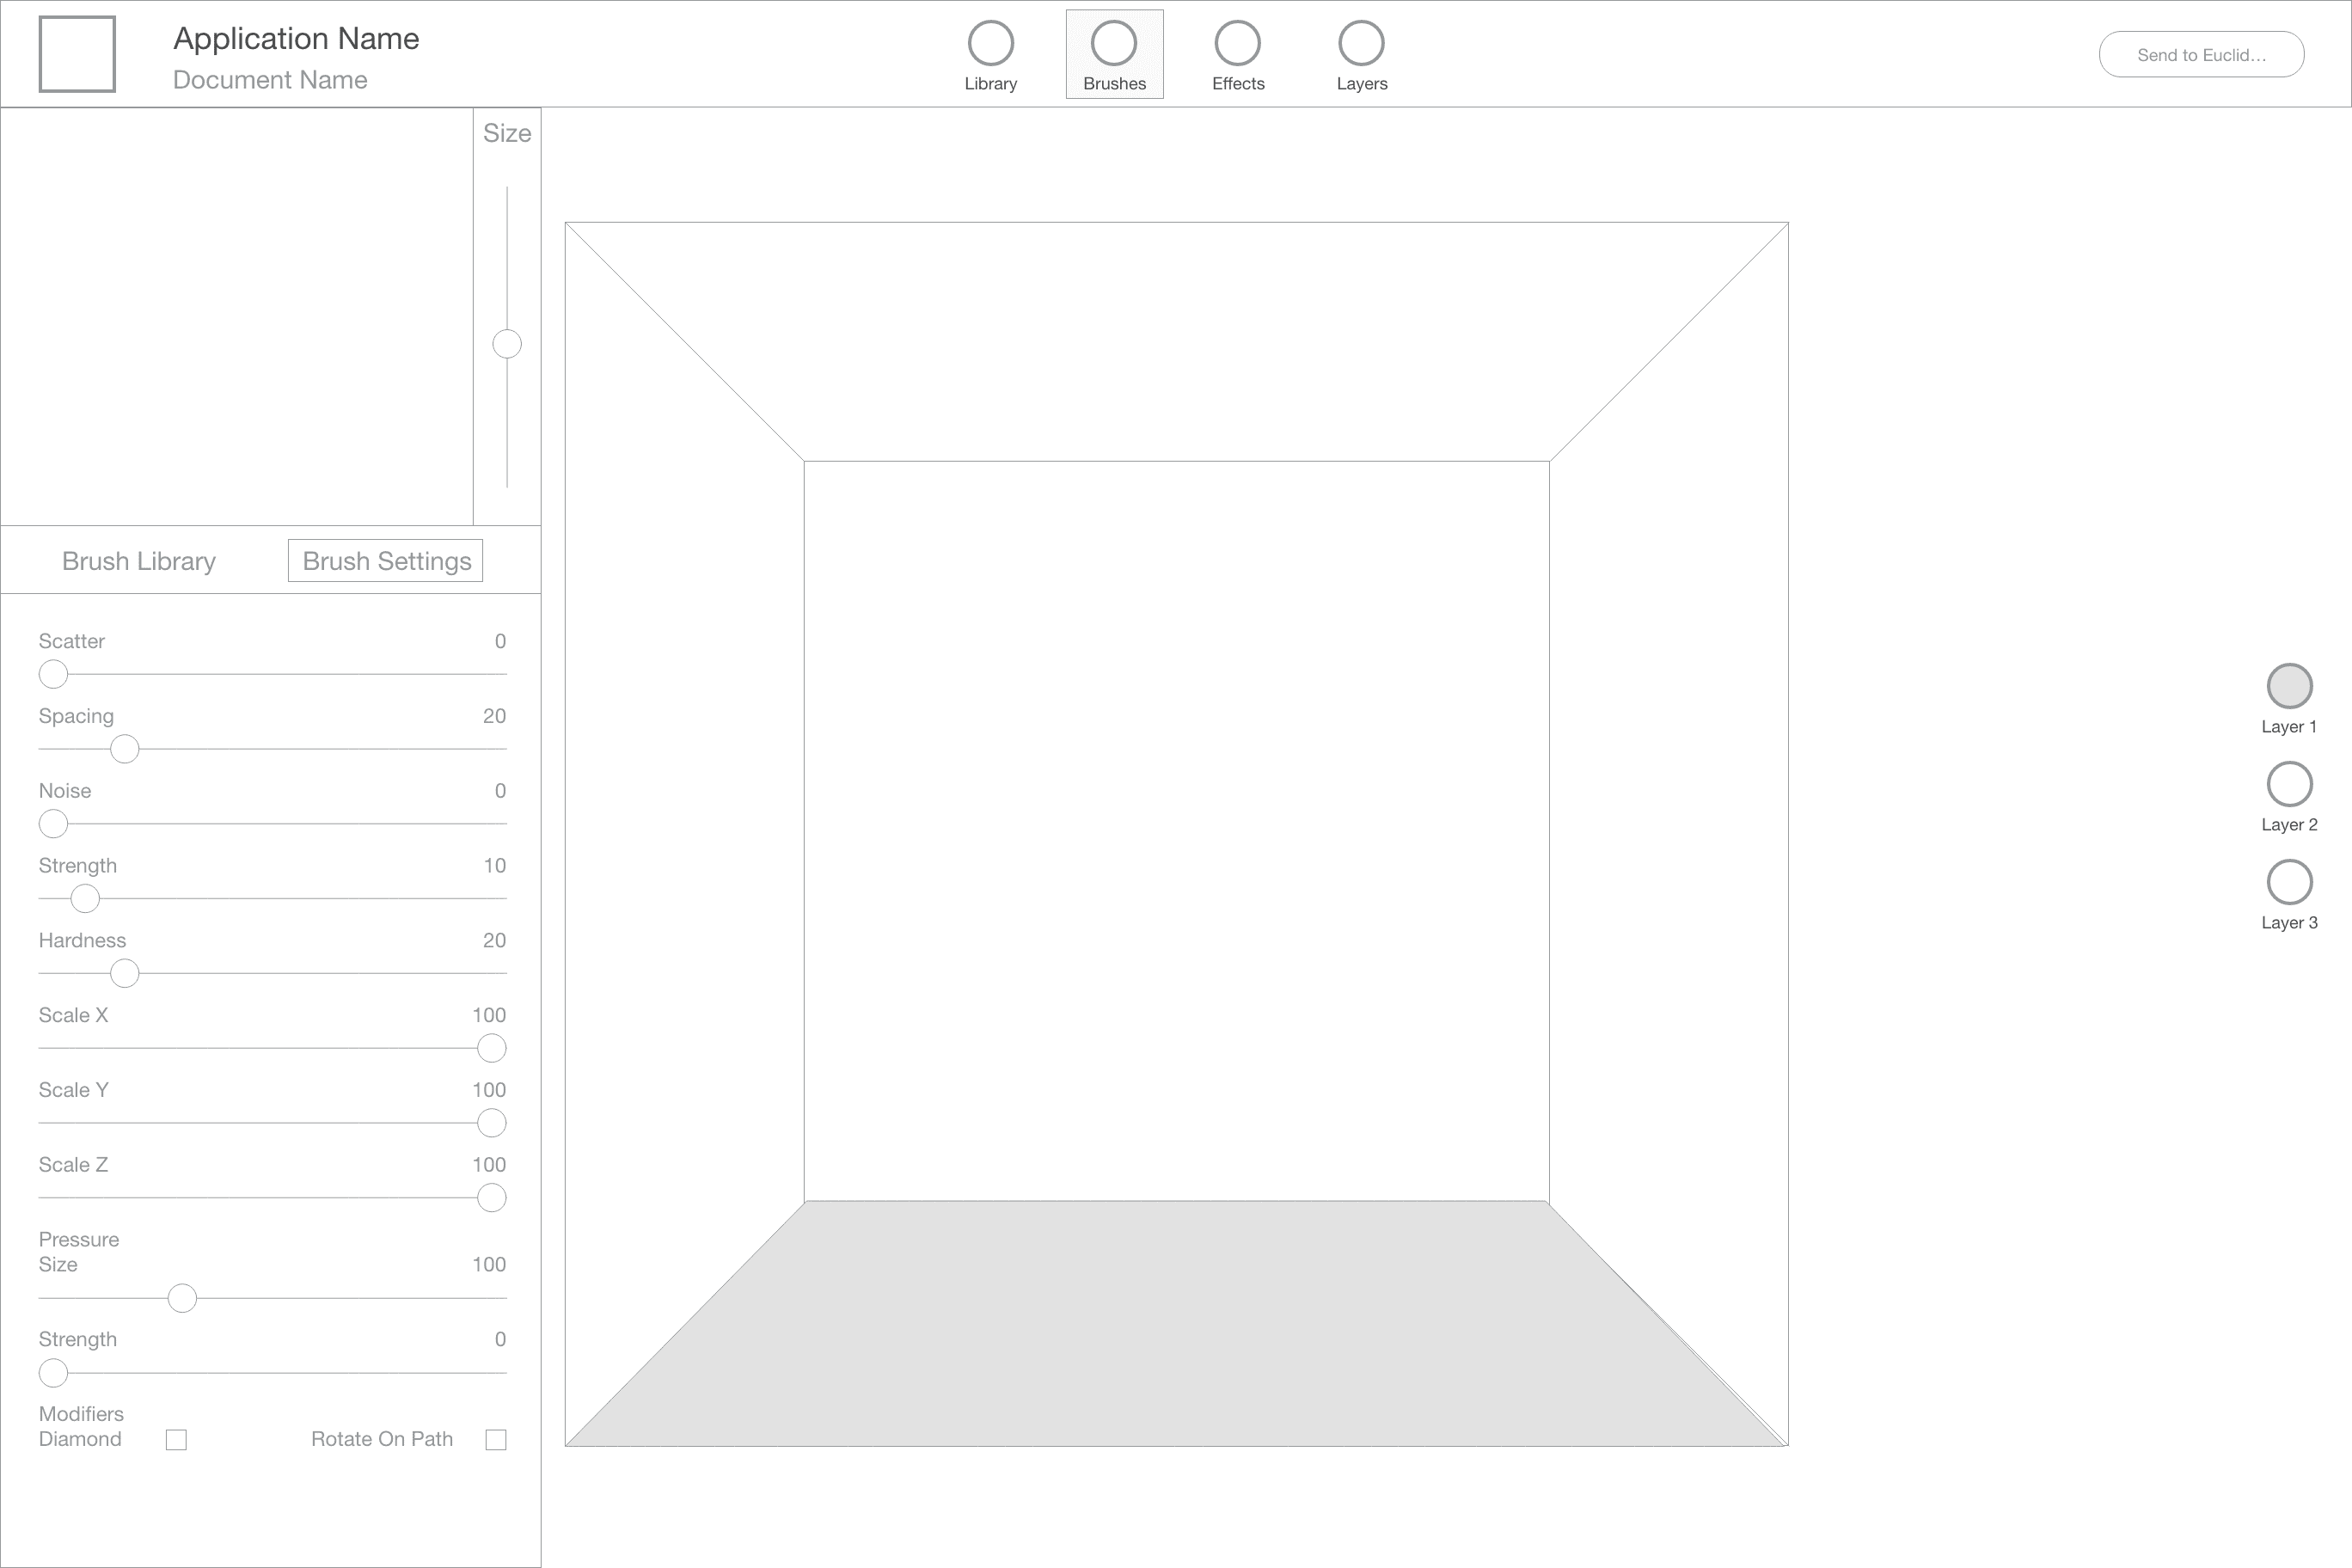 Application Name
Document Name
Library
Brushes
Effects
Layers
Send to Euclid...
Size
Brush Library
Brush Settings
Scatter 0
Spacing 20
Noise 0
Strength 10
Hardness 20
Scale X 100
Scale Y 100
Scale Z 100
Pressure
Size 100
Strength 0
Modifiers
Diamond
Rotate On Path
Layer 1
Layer 2
Layer 3